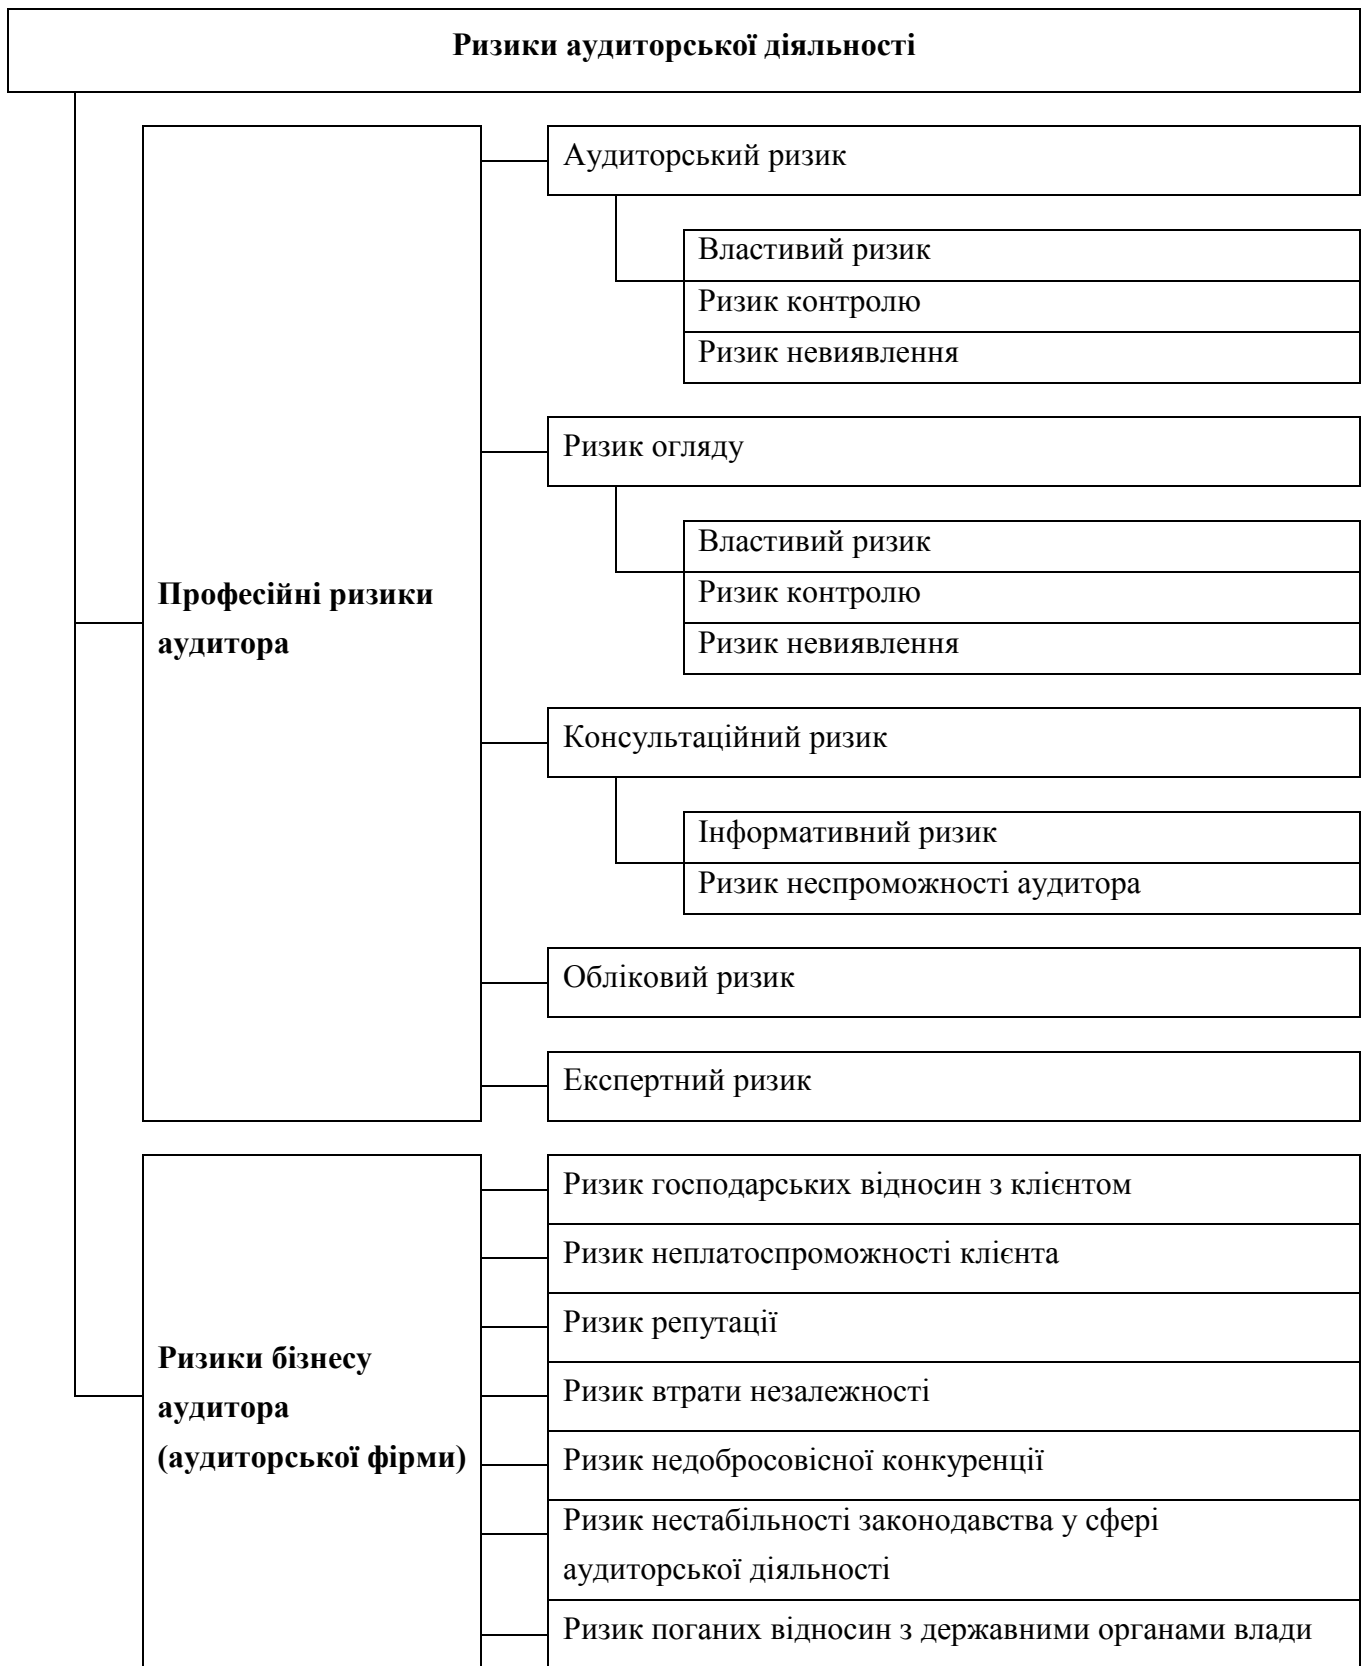 Ризики аудиторської діяльності
Аудиторський ризик
Властивий ризик
Ризик контролю
Ризик невиявлення
Ризик огляду
Властивий ризик
Ризик контролю
Ризик невиявлення
Професійні ризики
аудитора
Консультаційний ризик
Інформативний ризик
Ризик неспроможності аудитора
Обліковий ризик
Експертний ризик
Ризики бізнесу
аудитора
(аудиторської фірми)
Ризик господарських відносин з клієнтом
Ризик неплатоспроможності клієнта
Ризик репутації
Ризик втрати незалежності
Ризик недобросовісної конкуренції
Ризик нестабільності законодавства у сфері
аудиторської діяльності
Ризик поганих відносин з державними органами влади